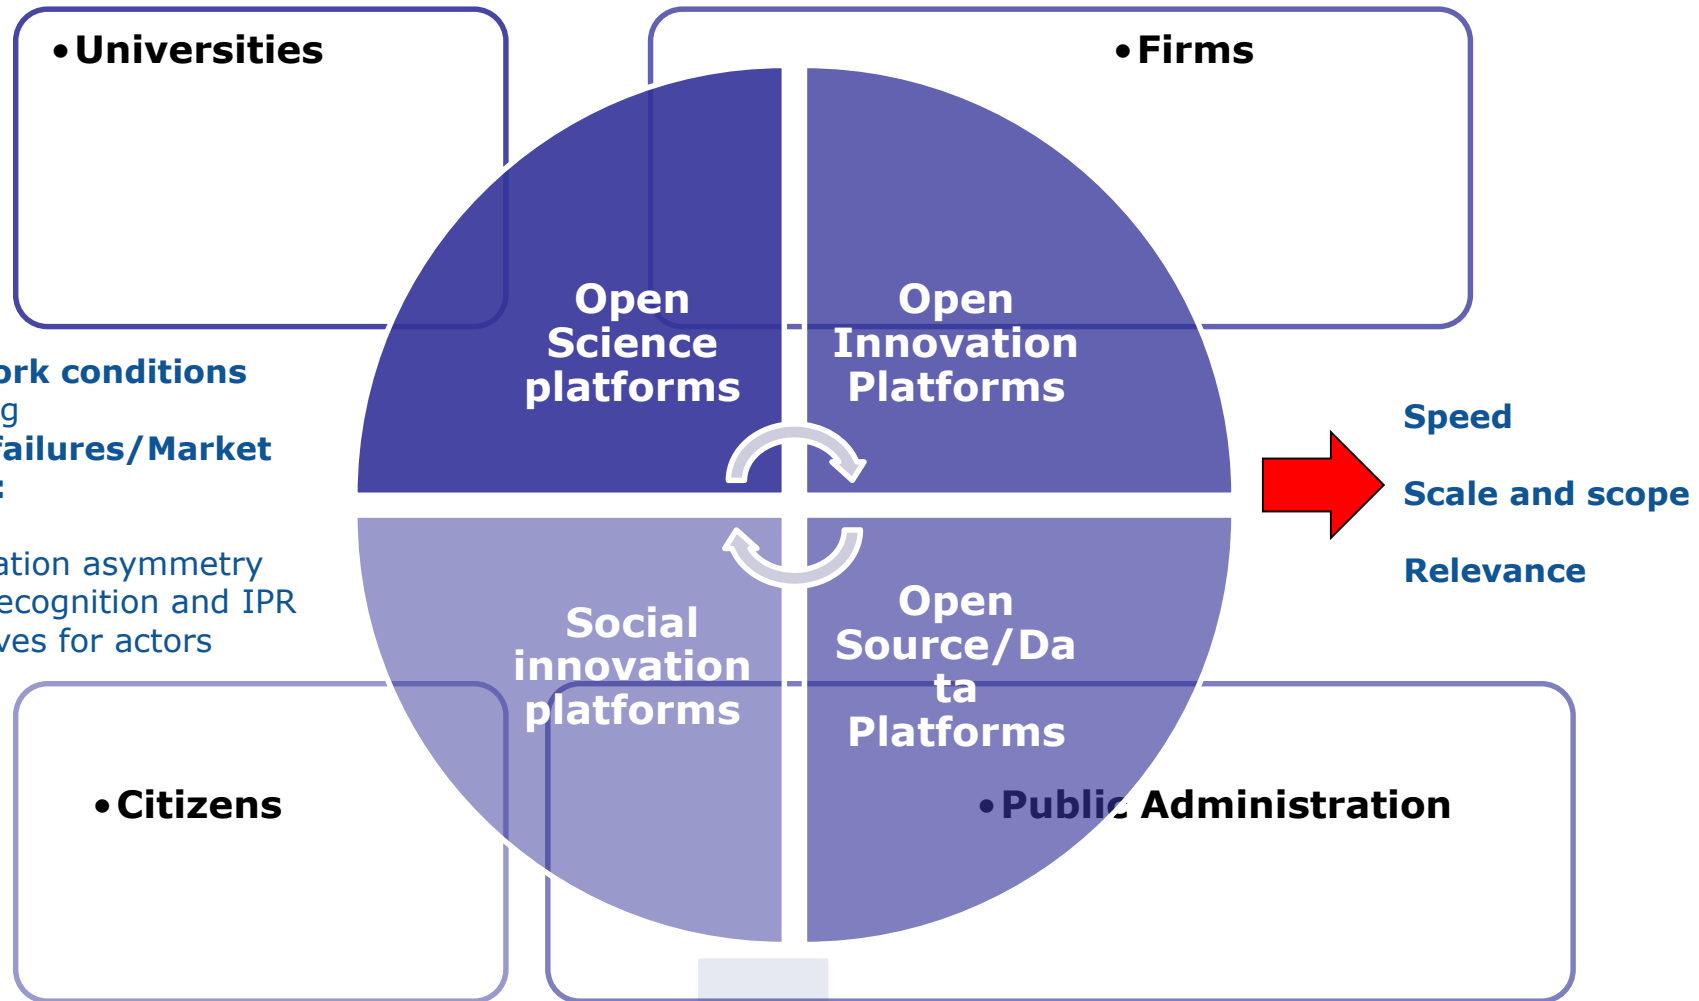 •Universities
•Firms
Open
Science
platforms
Open
Innovation
Platforms
ork conditions
g
failures/Market
:
ation asymmetry
ecognition and IPR
ves for actors
Speed
Scale and scope
Relevance
Social
innovation
platforms
Open
Source/Da
ta
Platforms
•Citizens
•Public Administration